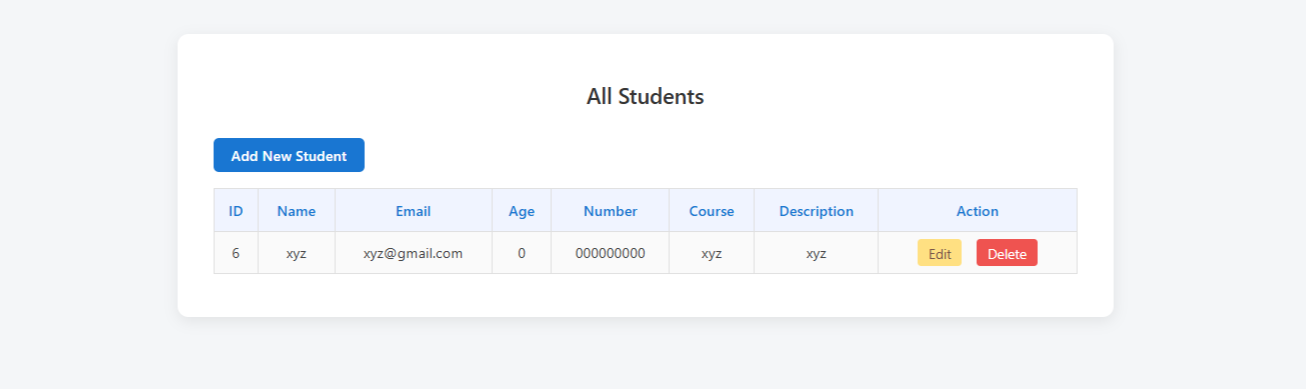 All Students
Add New Student
ID Name Email Age Number Course Description Action
6 xyz xyz@gmail.com 0 000000000 xyz xyz Edit Delete